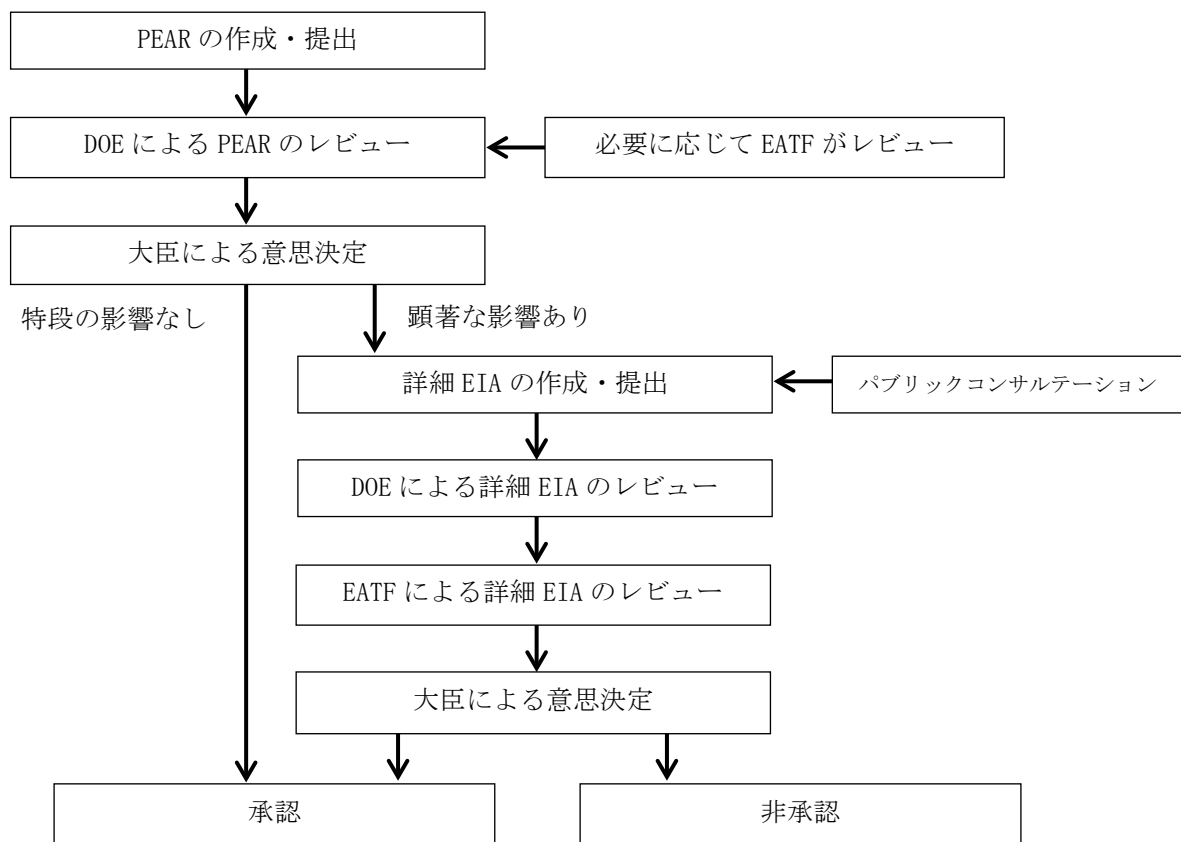 PEAR の作成・提出
DOE による PEAR のレビュー
必要に応じて EATF がレビュー
大臣による意思決定
特段の影響なし
顕著な影響あり
詳細 EIA の作成・提出
パブリックコンサルテーション
DOE による詳細 EIA のレビュー
EATF による詳細 EIA のレビュー
大臣による意思決定
承認
非承認